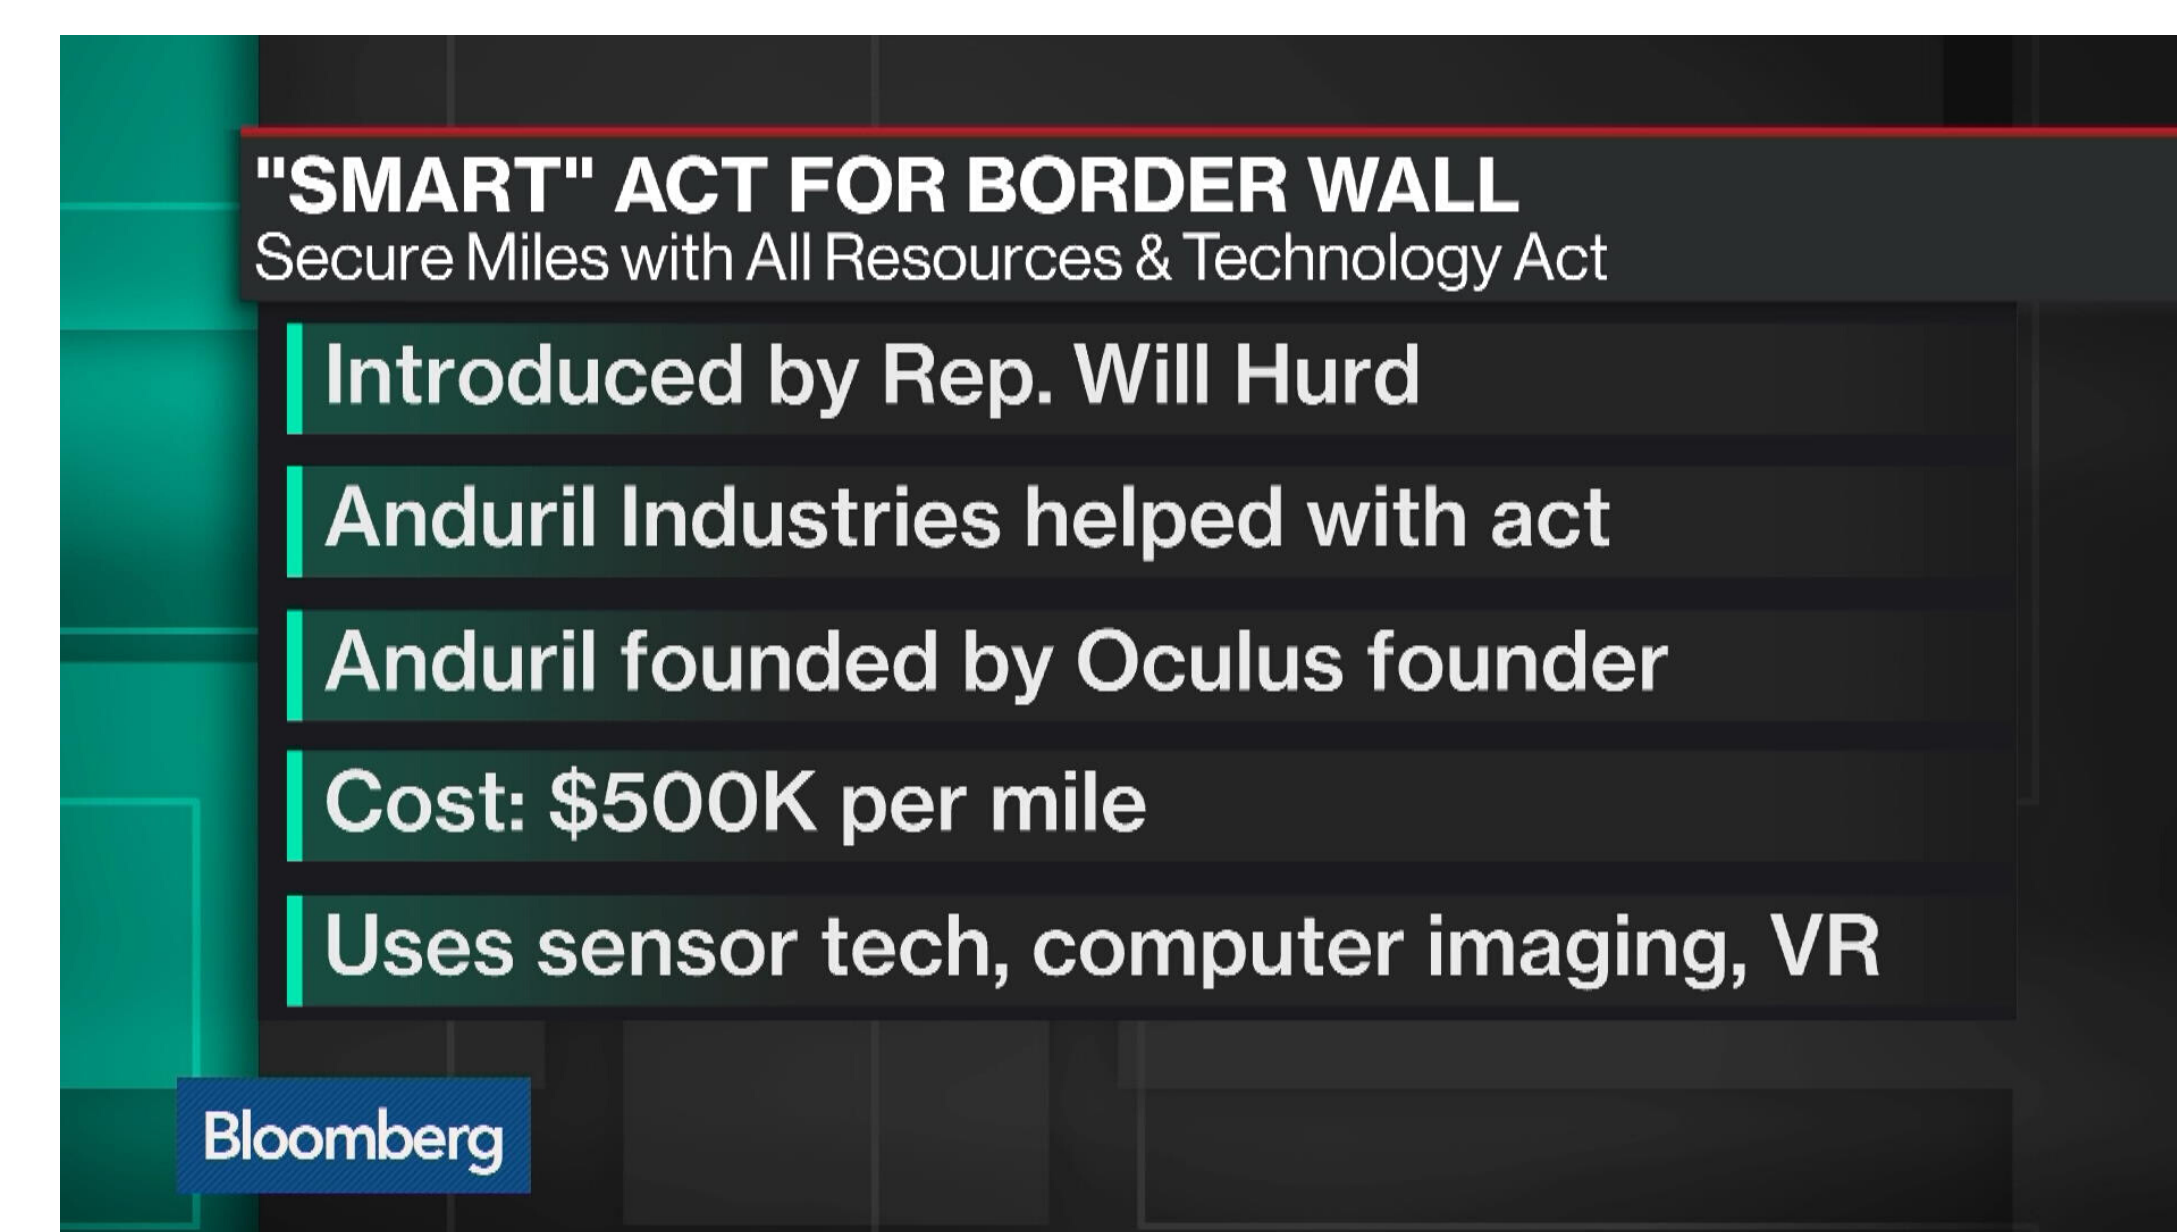 "SMART" ACT FOR BORDER WALL
Secure Miles with All Resources & Technology Act
Introduced by Rep. Will Hurd
Anduril Industries helped with act
Anduril founded by Oculus founder
Cost: $500K per mile
Uses sensor tech, computer imaging, VR
Bloomberg